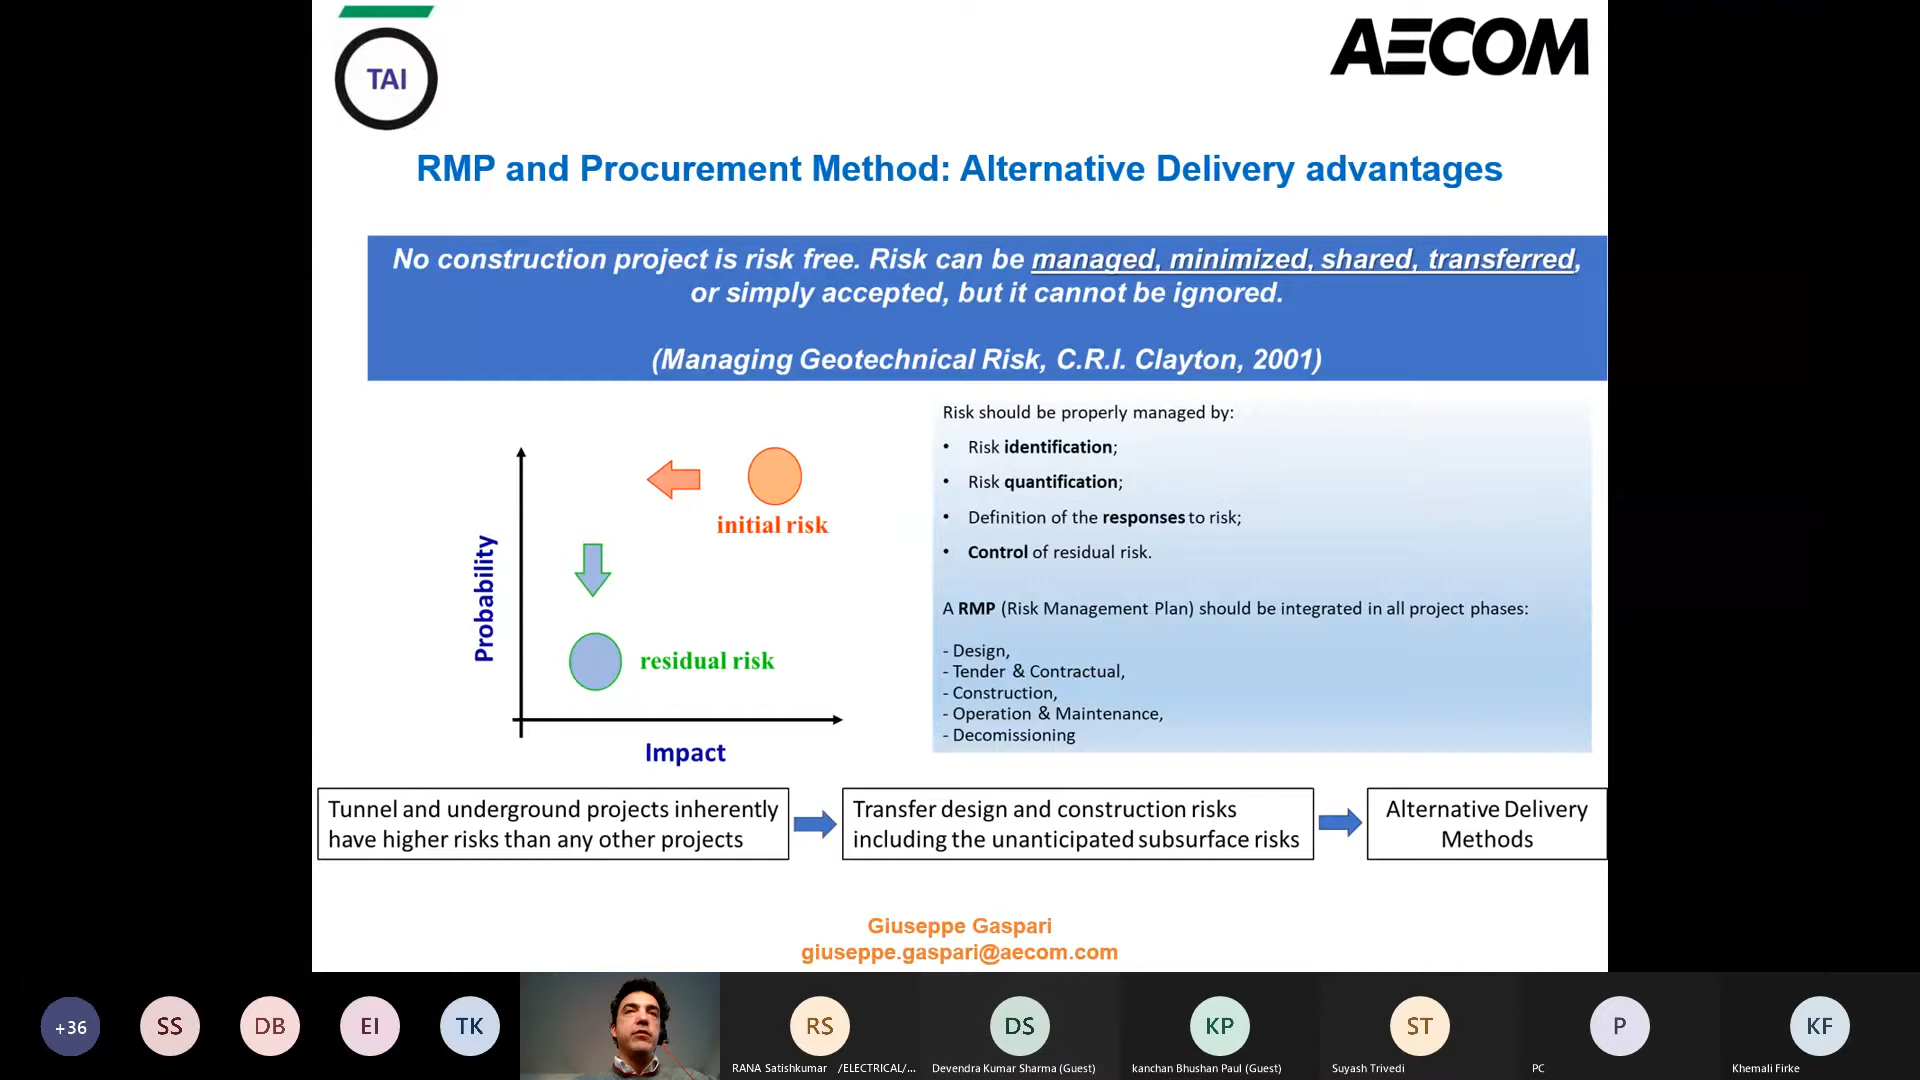 TAI
AECOM
RMP and Procurement Method: Alternative Delivery advantages
No construction project is risk free. Risk can be managed, minimized, shared, transferred,
or simply accepted, but it cannot be ignored.
(Managing Geotechnical Risk, C.R.I. Clayton, 2001)
Probability
initial risk
residual risk
Impact
Risk should be properly managed by:
• Risk identification;
• Risk quantification;
• Definition of the responses to risk;
• Control of residual risk.
A RMP (Risk Management Plan) should be integrated in all project phases:
- Design,
- Tender & Contractual,
- Construction,
- Operation & Maintenance,
- Decomissioning
Tunnel and underground projects inherently
have higher risks than any other projects
Transfer design and construction risks
including the unanticipated subsurface risks
Alternative Delivery
Methods
Giuseppe Gaspari
giuseppe.gaspari@aecom.com
+36
SS
DB
EI
TK
RS
RANA Satishkumar /ELECTRICAL/...
DS
Devendra Kumar Sharma (Guest)
KP
kanchan Bhushan Paul (Guest)
ST
Suyash Trivedi
P
PC
KF
Khemali Firke